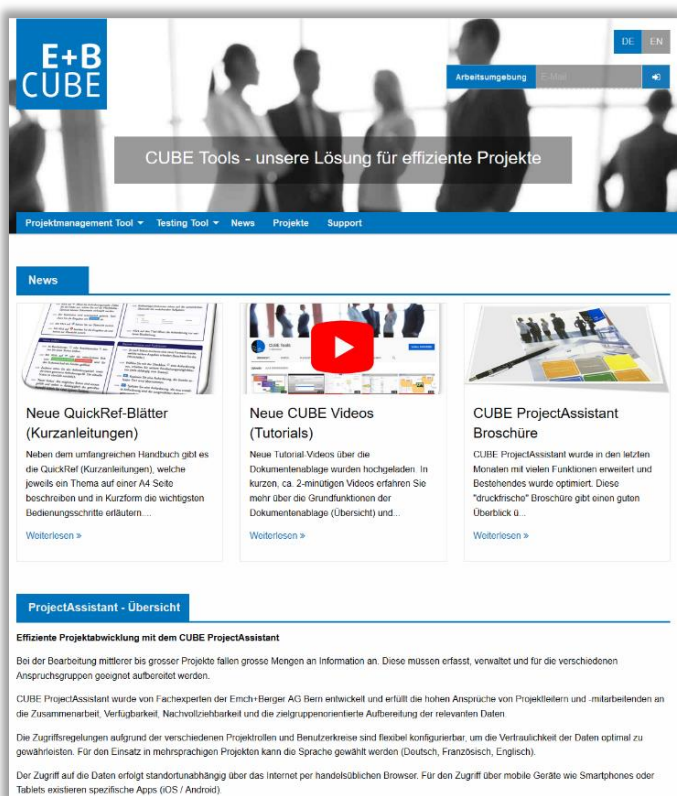 E+B
CUBE
DE EN
Arbeitsumgebung E-Mail
CUBE Tools - unsere Lösung für effiziente Projekte
Projektmanagement Tool Testing Tool News Projekte Support
News
CUBE Tools
Neue QuickRef-Blätter
(Kurzanleitungen)
Neben dem umfangreichen Handbuch gibt es
die QuickRef (Kurzanleitungen), welche
jeweils ein Thema auf einer A4 Seite
beschreiben und in Kurzform die wichtigsten
Bedienungsschritte erläutern....
Weiterlesen »
Neue CUBE Videos
(Tutorials)
Neue Tutorial-Videos über die
Dokumentenablage wurden hochgeladen. In
kurzen, ca. 2-minütigen Videos erfahren Sie
mehr über die Grundfunktionen der
Dokumentenablage (Übersicht) und...
Weiterlesen »
CUBE ProjectAssistant
Broschüre
CUBE ProjectAssistant wurde in den letzten
Monaten mit vielen Funktionen erweitert und
Bestehendes wurde optimiert. Diese
"druckfrische" Broschüre gibt einen guten
Überblick ü...
Weiterlesen »
ProjectAssistant - Übersicht
Effiziente Projektabwicklung mit dem CUBE ProjectAssistant
Bei der Bearbeitung mittlerer bis grosser Projekte fallen grosse Mengen an Information an. Diese müssen erfasst, verwaltet und für die verschiedenen
Anspruchsgruppen geeignet aufbereitet werden.
CUBE ProjectAssistant wurde von Fachexperten der Emch+Berger AG Bern entwickelt und erfüllt die hohen Ansprüche von Projektleitern und -mitarbeitenden an
die Zusammenarbeit, Verfügbarkeit, Nachvollziehbarkeit und die zielgruppenorientierte Aufbereitung der relevanten Daten.
Die Zugriffsregelungen aufgrund der verschiedenen Projektrollen und Benutzerkreise sind flexibel konfigurierbar, um die Vertraulichkeit der Daten optimal zu
gewährleisten. Für den Einsatz in mehrsprachigen Projekten kann die Sprache gewählt werden (Deutsch, Französisch, Englisch).
Der Zugriff auf die Daten erfolgt standortunabhängig über das Internet per handelsüblichen Browser. Für den Zugriff über mobile Geräte wie Smartphones oder
Tablets existieren spezifische Apps (iOS / Android).